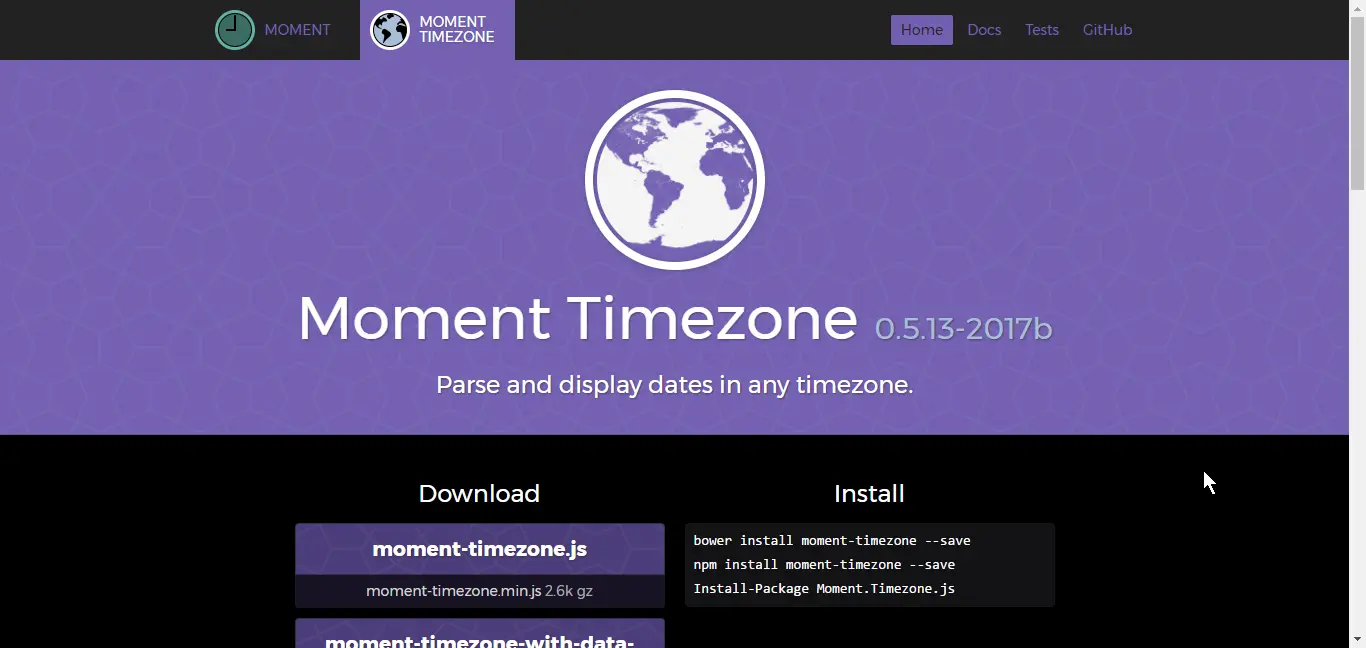 MOMENT
MOMENT
TIMEZONE
Home Docs Tests GitHub
Moment Timezone 0.5.13-2017b
Parse and display dates in any timezone.
Download
moment-timezone.js
moment-timezone.min.js 2.6k gz
moment-timezone-with-data-
Install
bower install moment-timezone --save
npm install moment-timezone --save
Install-Package Moment.Timezone.js